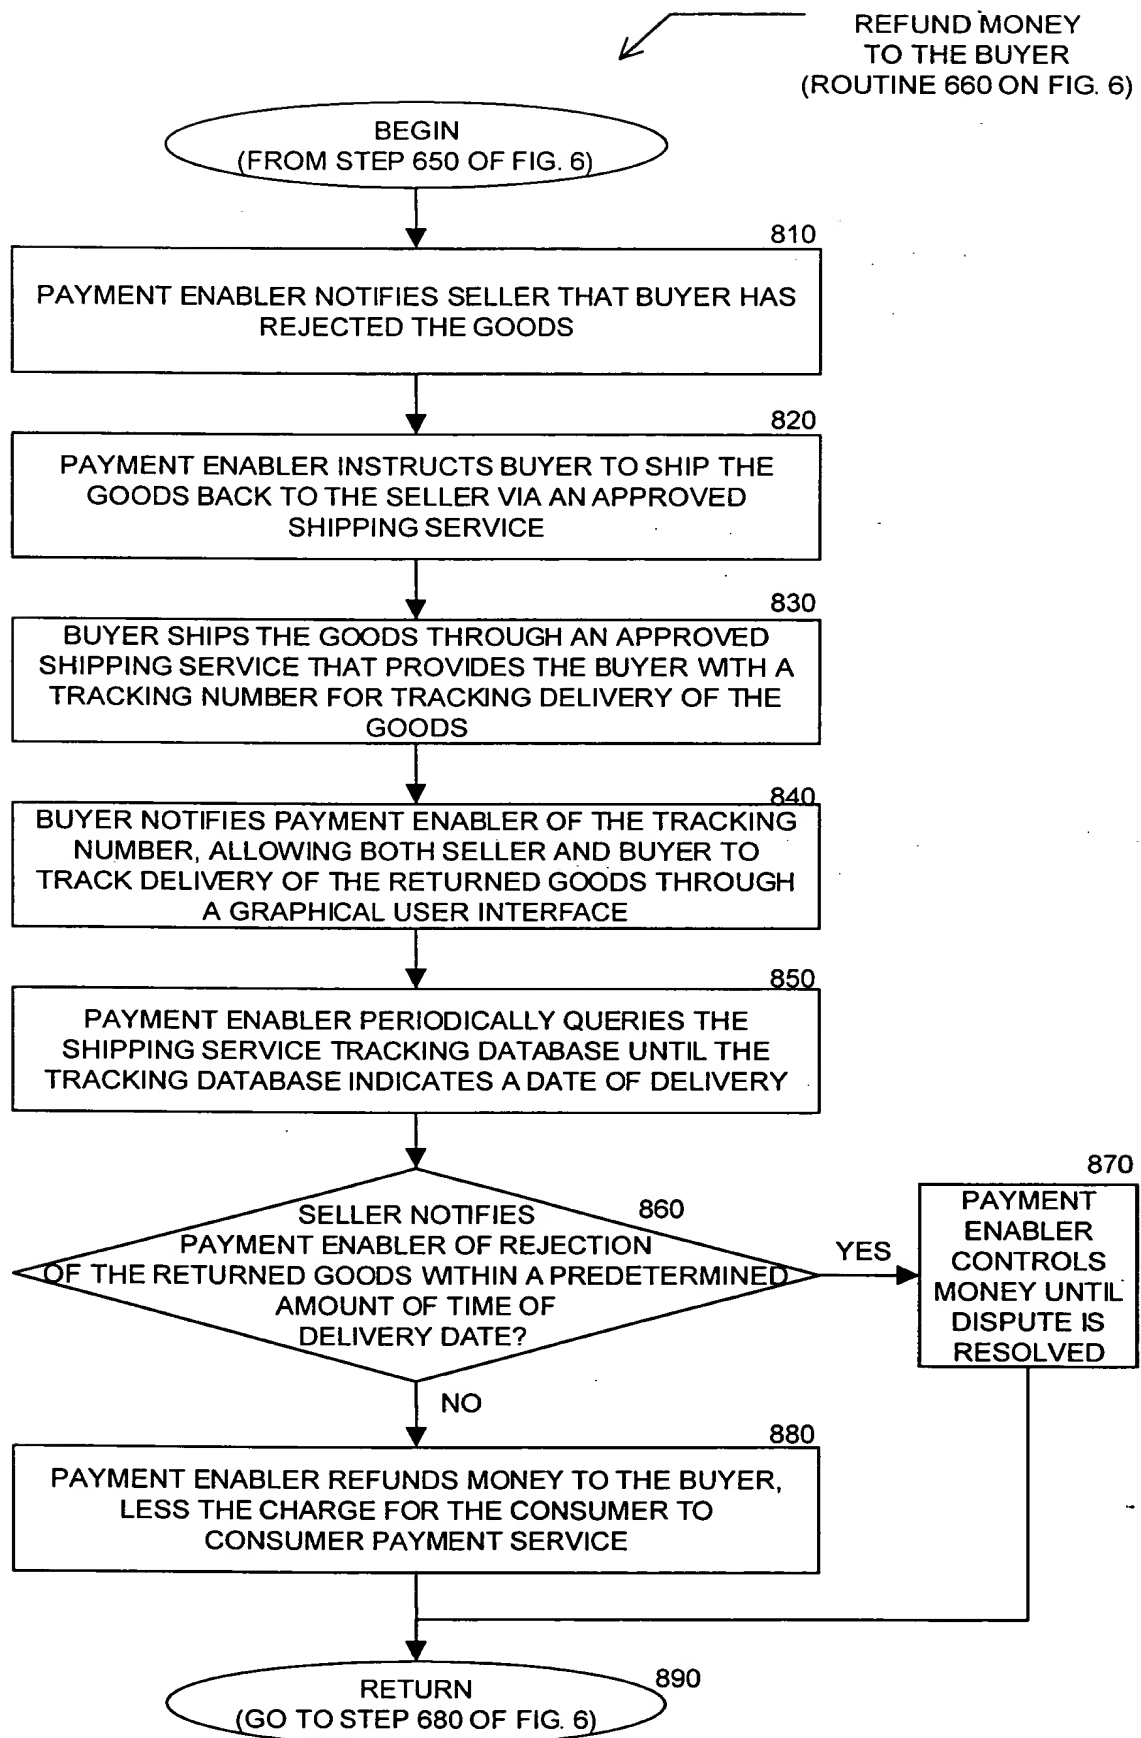 REFUND MONEY
TO THE BUYER
(ROUTINE 660 ON FIG. 6)
BEGIN
(FROM STEP 650 OF FIG. 6)
810
PAYMENT ENABLER NOTIFIES SELLER THAT BUYER HAS
REJECTED THE GOODS
820
PAYMENT ENABLER INSTRUCTS BUYER TO SHIP THE
GOODS BACK TO THE SELLER VIA AN APPROVED
SHIPPING SERVICE
830
BUYER SHIPS THE GOODS THROUGH AN APPROVED
SHIPPING SERVICE THAT PROVIDES THE BUYER WITH A
TRACKING NUMBER FOR TRACKING DELIVERY OF THE
GOODS
840
BUYER NOTIFIES PAYMENT ENABLER OF THE TRACKING
NUMBER, ALLOWING BOTH SELLER AND BUYER TO
TRACK DELIVERY OF THE RETURNED GOODS THROUGH
A GRAPHICAL USER INTERFACE
850
PAYMENT ENABLER PERIODICALLY QUERIES THE
SHIPPING SERVICE TRACKING DATABASE UNTIL THE
TRACKING DATABASE INDICATES A DATE OF DELIVERY
860
SELLER NOTIFIES
PAYMENT ENABLER OF REJECTION
OF THE RETURNED GOODS WITHIN A PREDETERMINED
AMOUNT OF TIME OF
DELIVERY DATE?
YES
870
PAYMENT
ENABLER
CONTROLS
MONEY UNTIL
DISPUTE IS
RESOLVED
NO
880
PAYMENT ENABLER REFUNDS MONEY TO THE BUYER,
LESS THE CHARGE FOR THE CONSUMER TO
CONSUMER PAYMENT SERVICE
890
RETURN
(GO TO STEP 680 OF FIG. 6)